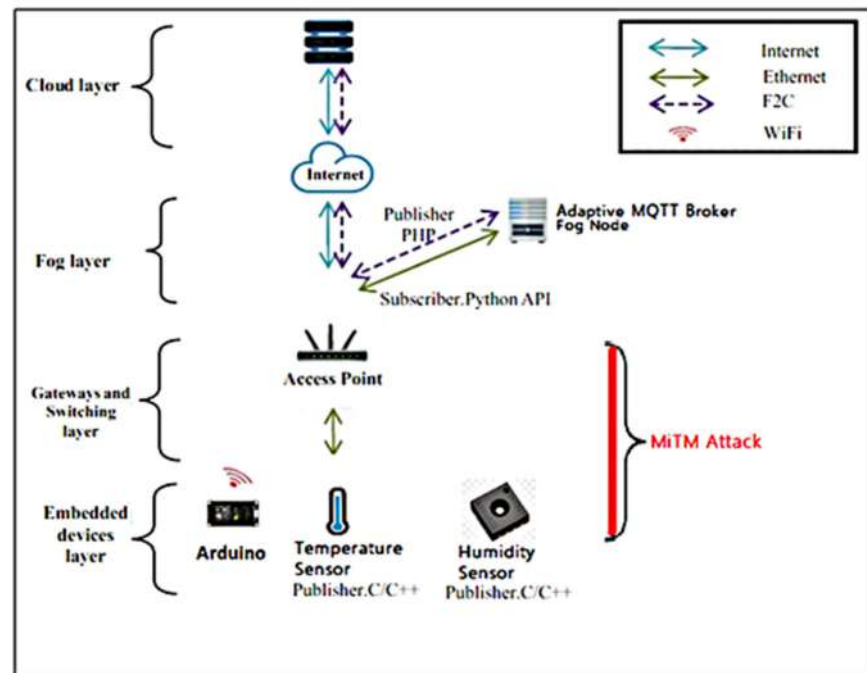 Cloud layer
Internet
Ethernet
F2C
WiFi
Internet
Publisher
PHP
Adaptive MQTT Broker
Fog Node
Fog layer
Subscriber.Python API
Access Point
Gateways and
Switching
layer
MiTM Attack
Embedded
devices
layer
Arduino
Temperature
Sensor
Publisher.C/C++
Humidity
Sensor
Publisher.C/C++